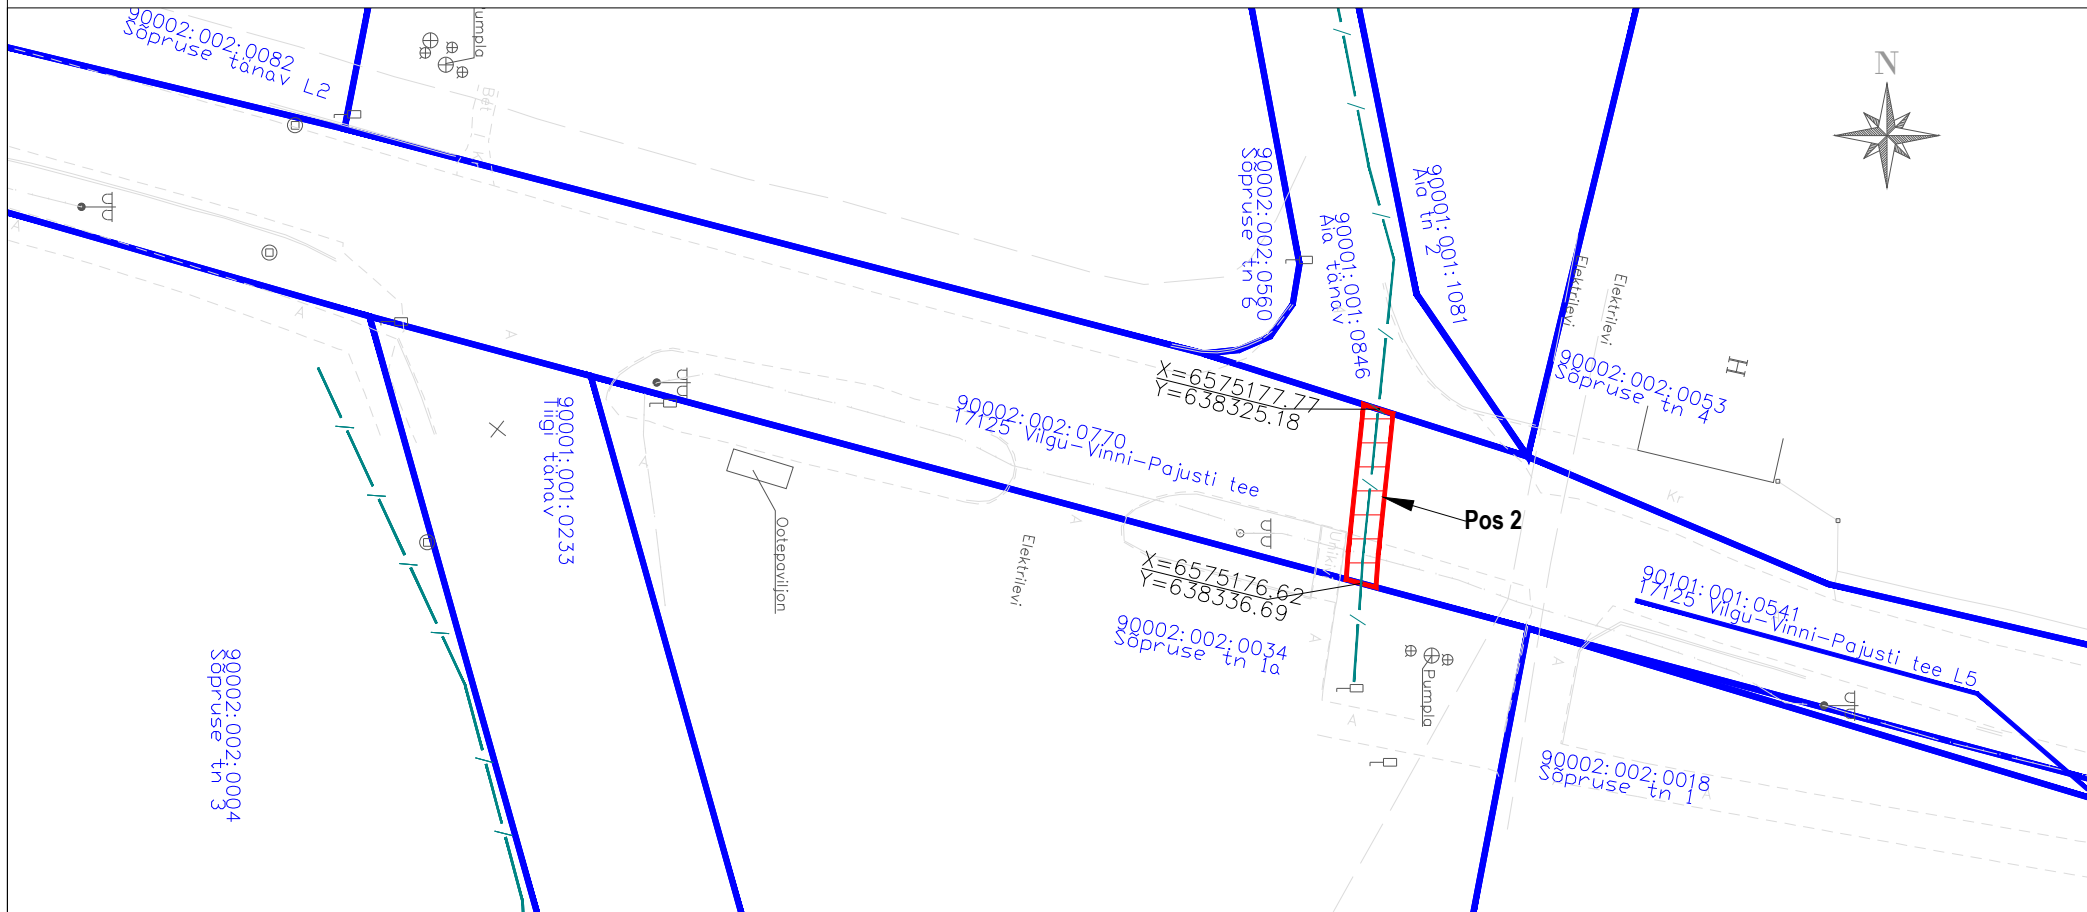 90002:002:0082
Sõpruse tänav L2
Pumpla
N
90002:002:0560
Sõpruse tn 6
90001:001:0846
Aia tänav
90001:001:1081
Aia tn 2
Elektrilevi
Elektrilevi
H
90002:002:0053
Sõpruse tn 4
X=6575177.77
Y=638325.18
90002:002:0770
17125 Vilgu-Vinni-Pajusti tee
90001:001:0233
Tiigi tänav
Ootepaviljon
Elektrilevi
Pos 2
Kr
X=6575176.62
Y=638336.69
90101:001:0541
17125 Vilgu-Vinni-Pajusti tee L5
90002:002:0034
Sõpruse tn 1a
Pumpla
90002:002:0004
Sõpruse tn 3
90002:002:0018
Sõpruse tn 1